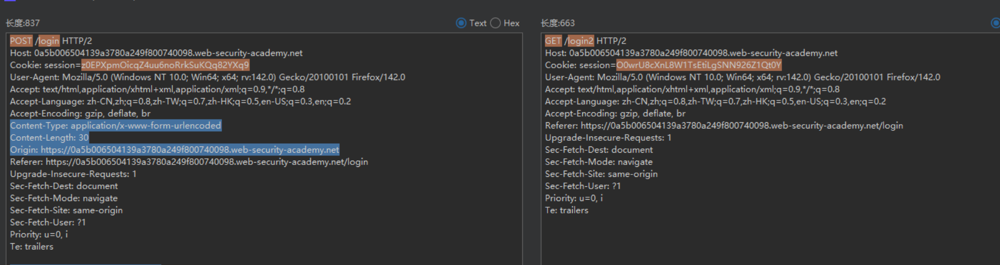 长度:837
Text
Hex
POST /login HTTP/2
Host: 0a5b006504139a3780a249f800740098.web-security-academy.net
Cookie: session=z0EPXpmOicqZ4uu6noRrkSuKQq82YXq9
User-Agent: Mozilla/5.0 (Windows NT 10.0; Win64; x64; rv:142.0) Gecko/20100101 Firefox/142.0
Accept: text/html,application/xhtml+xml,application/xml;q=0.9,*/*;q=0.8
Accept-Language: zh-CN,zh;q=0.8,zh-TW;q=0.7,zh-HK;q=0.5,en-US;q=0.3,en;q=0.2
Accept-Encoding: gzip, deflate, br
Content-Type: application/x-www-form-urlencoded
Content-Length: 30
Origin: https://0a5b006504139a3780a249f800740098.web-security-academy.net
Referer: https://0a5b006504139a3780a249f800740098.web-security-academy.net/login
Upgrade-Insecure-Requests: 1
Sec-Fetch-Dest: document
Sec-Fetch-Mode: navigate
Sec-Fetch-Site: same-origin
Sec-Fetch-User: ?1
Priority: u=0, i
Te: trailers
长度:663
GET /login2 HTTP/2
Host: 0a5b006504139a3780a249f800740098.web-security-academy.net
Cookie: session=O0wrU8cXnL8W1TsEtiLgSNN926Z1Qt0Y
User-Agent: Mozilla/5.0 (Windows NT 10.0; Win64; x64; rv:142.0) Gecko/20100101 Firefox/142.0
Accept: text/html,application/xhtml+xml,application/xml;q=0.9,*/*;q=0.8
Accept-Language: zh-CN,zh;q=0.8,zh-TW;q=0.7,zh-HK;q=0.5,en-US;q=0.3,en;q=0.2
Accept-Encoding: gzip, deflate, br
Referer: https://0a5b006504139a3780a249f800740098.web-security-academy.net/login
Upgrade-Insecure-Requests: 1
Sec-Fetch-Dest: document
Sec-Fetch-Mode: navigate
Sec-Fetch-Site: same-origin
Sec-Fetch-User: ?1
Priority: u=0, i
Te: trailers